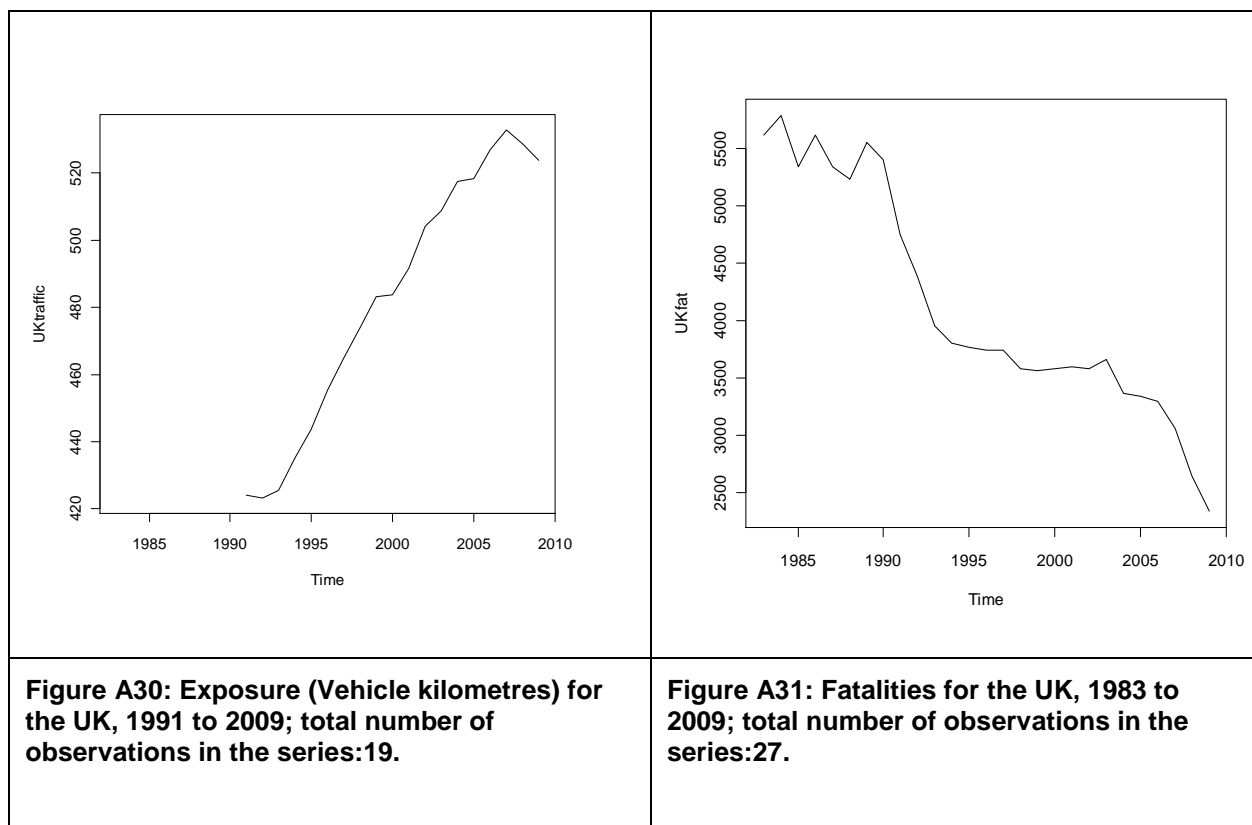 UKtraffic
520
500
480
460
440
420
1985 1990 1995 2000 2005 2010
Time
Figure A30: Exposure (Vehicle kilometres) for
the UK, 1991 to 2009; total number of
observations in the series:19.
UKfat
5500
5000
4500
4000
3500
3000
2500
1985 1990 1995 2000 2005 2010
Time
Figure A31: Fatalities for the UK, 1983 to
2009; total number of observations in the
series:27.